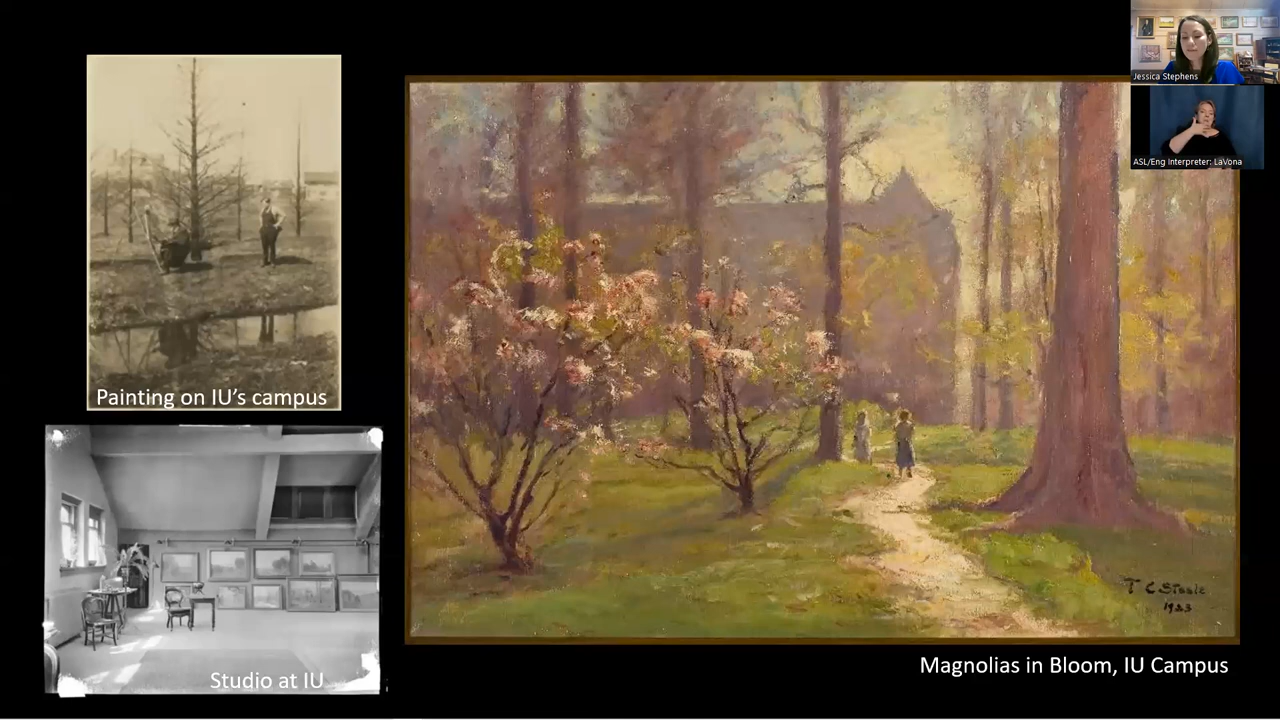 Jessica Stephens
ASL/Eng Interpreter: LaVona
Painting on IU's campus
Studio at IU
T C Steele
1923
Magnolias in Bloom, IU Campus